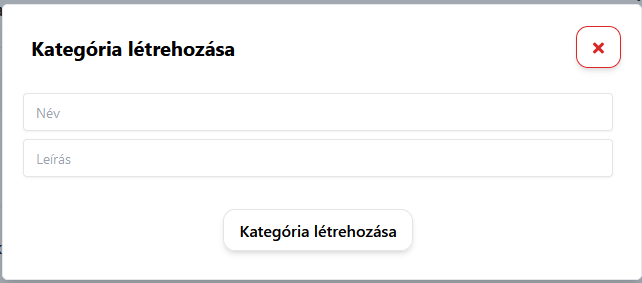 Kategória létrehozása
Név
Leírás
Kategória létrehozása